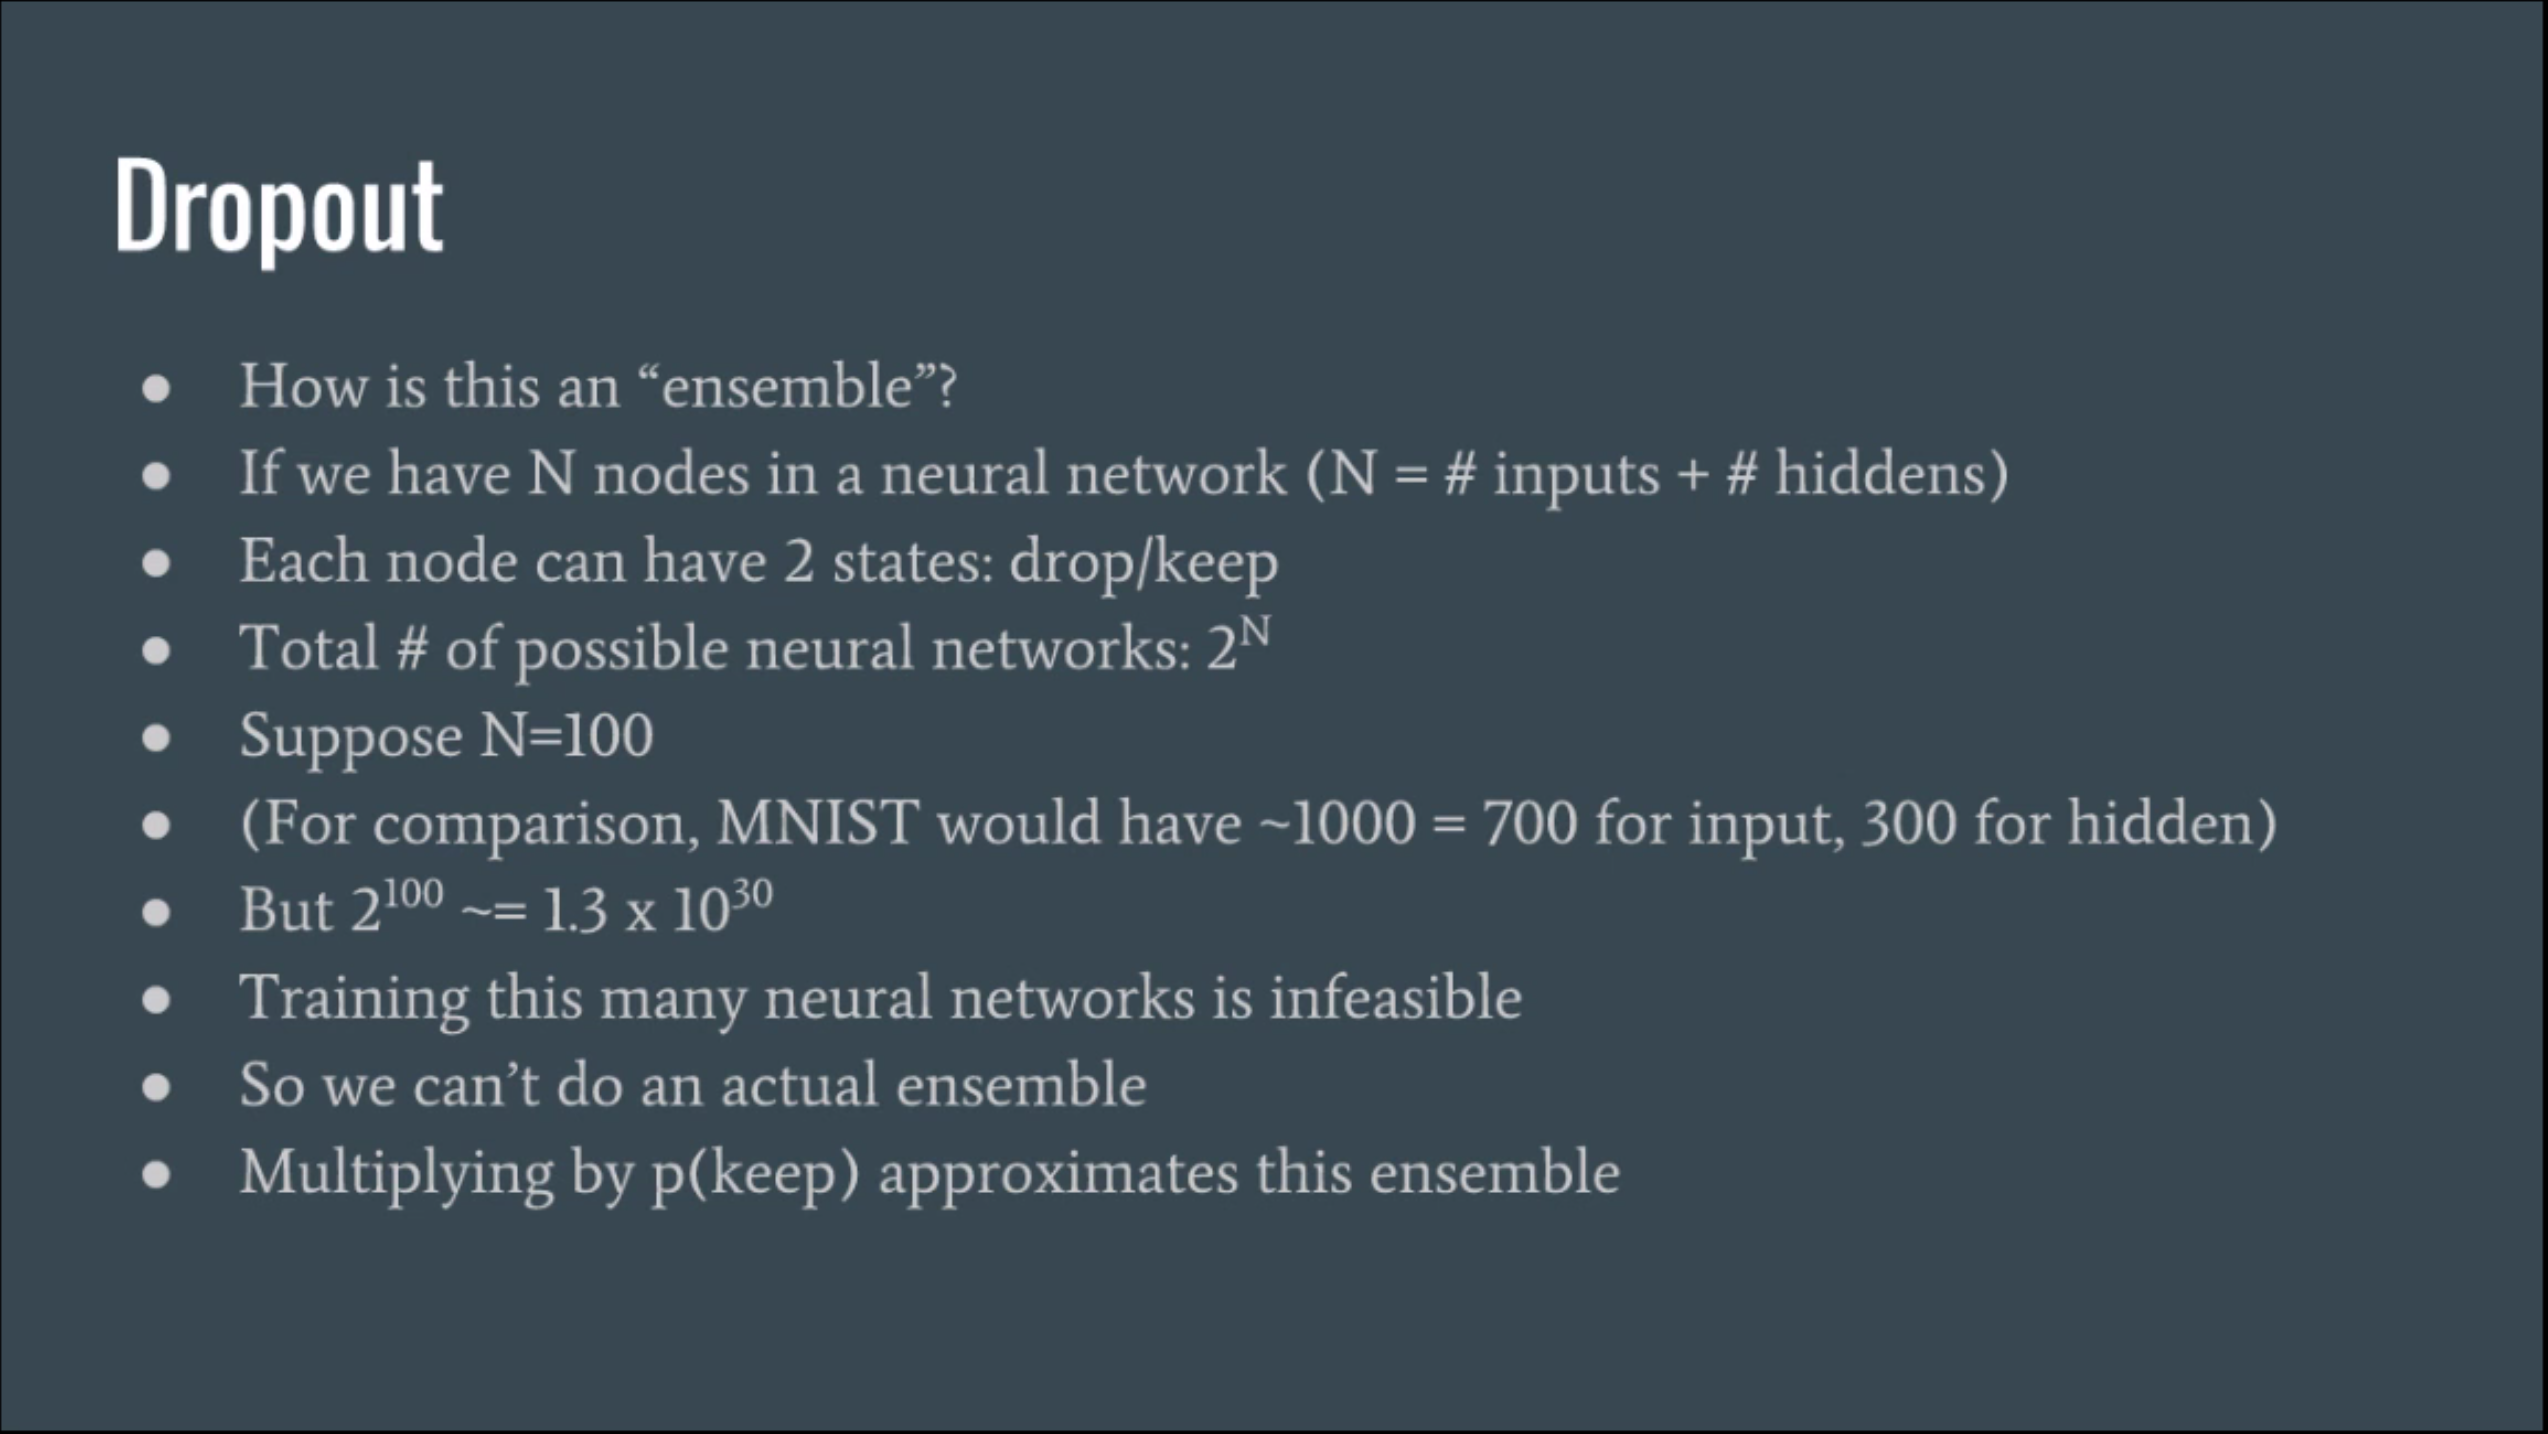 Dropout
● How is this an “ensemble”?
● If we have N nodes in a neural network (N = # inputs + # hiddens)
● Each node can have 2 states: drop/keep
● Total # of possible neural networks: 2^N
● Suppose N=100
● (For comparison, MNIST would have ~1000 = 700 for input, 300 for hidden)
● But 2^100 ~= 1.3 x 10^30
● Training this many neural networks is infeasible
● So we can’t do an actual ensemble
● Multiplying by p(keep) approximates this ensemble